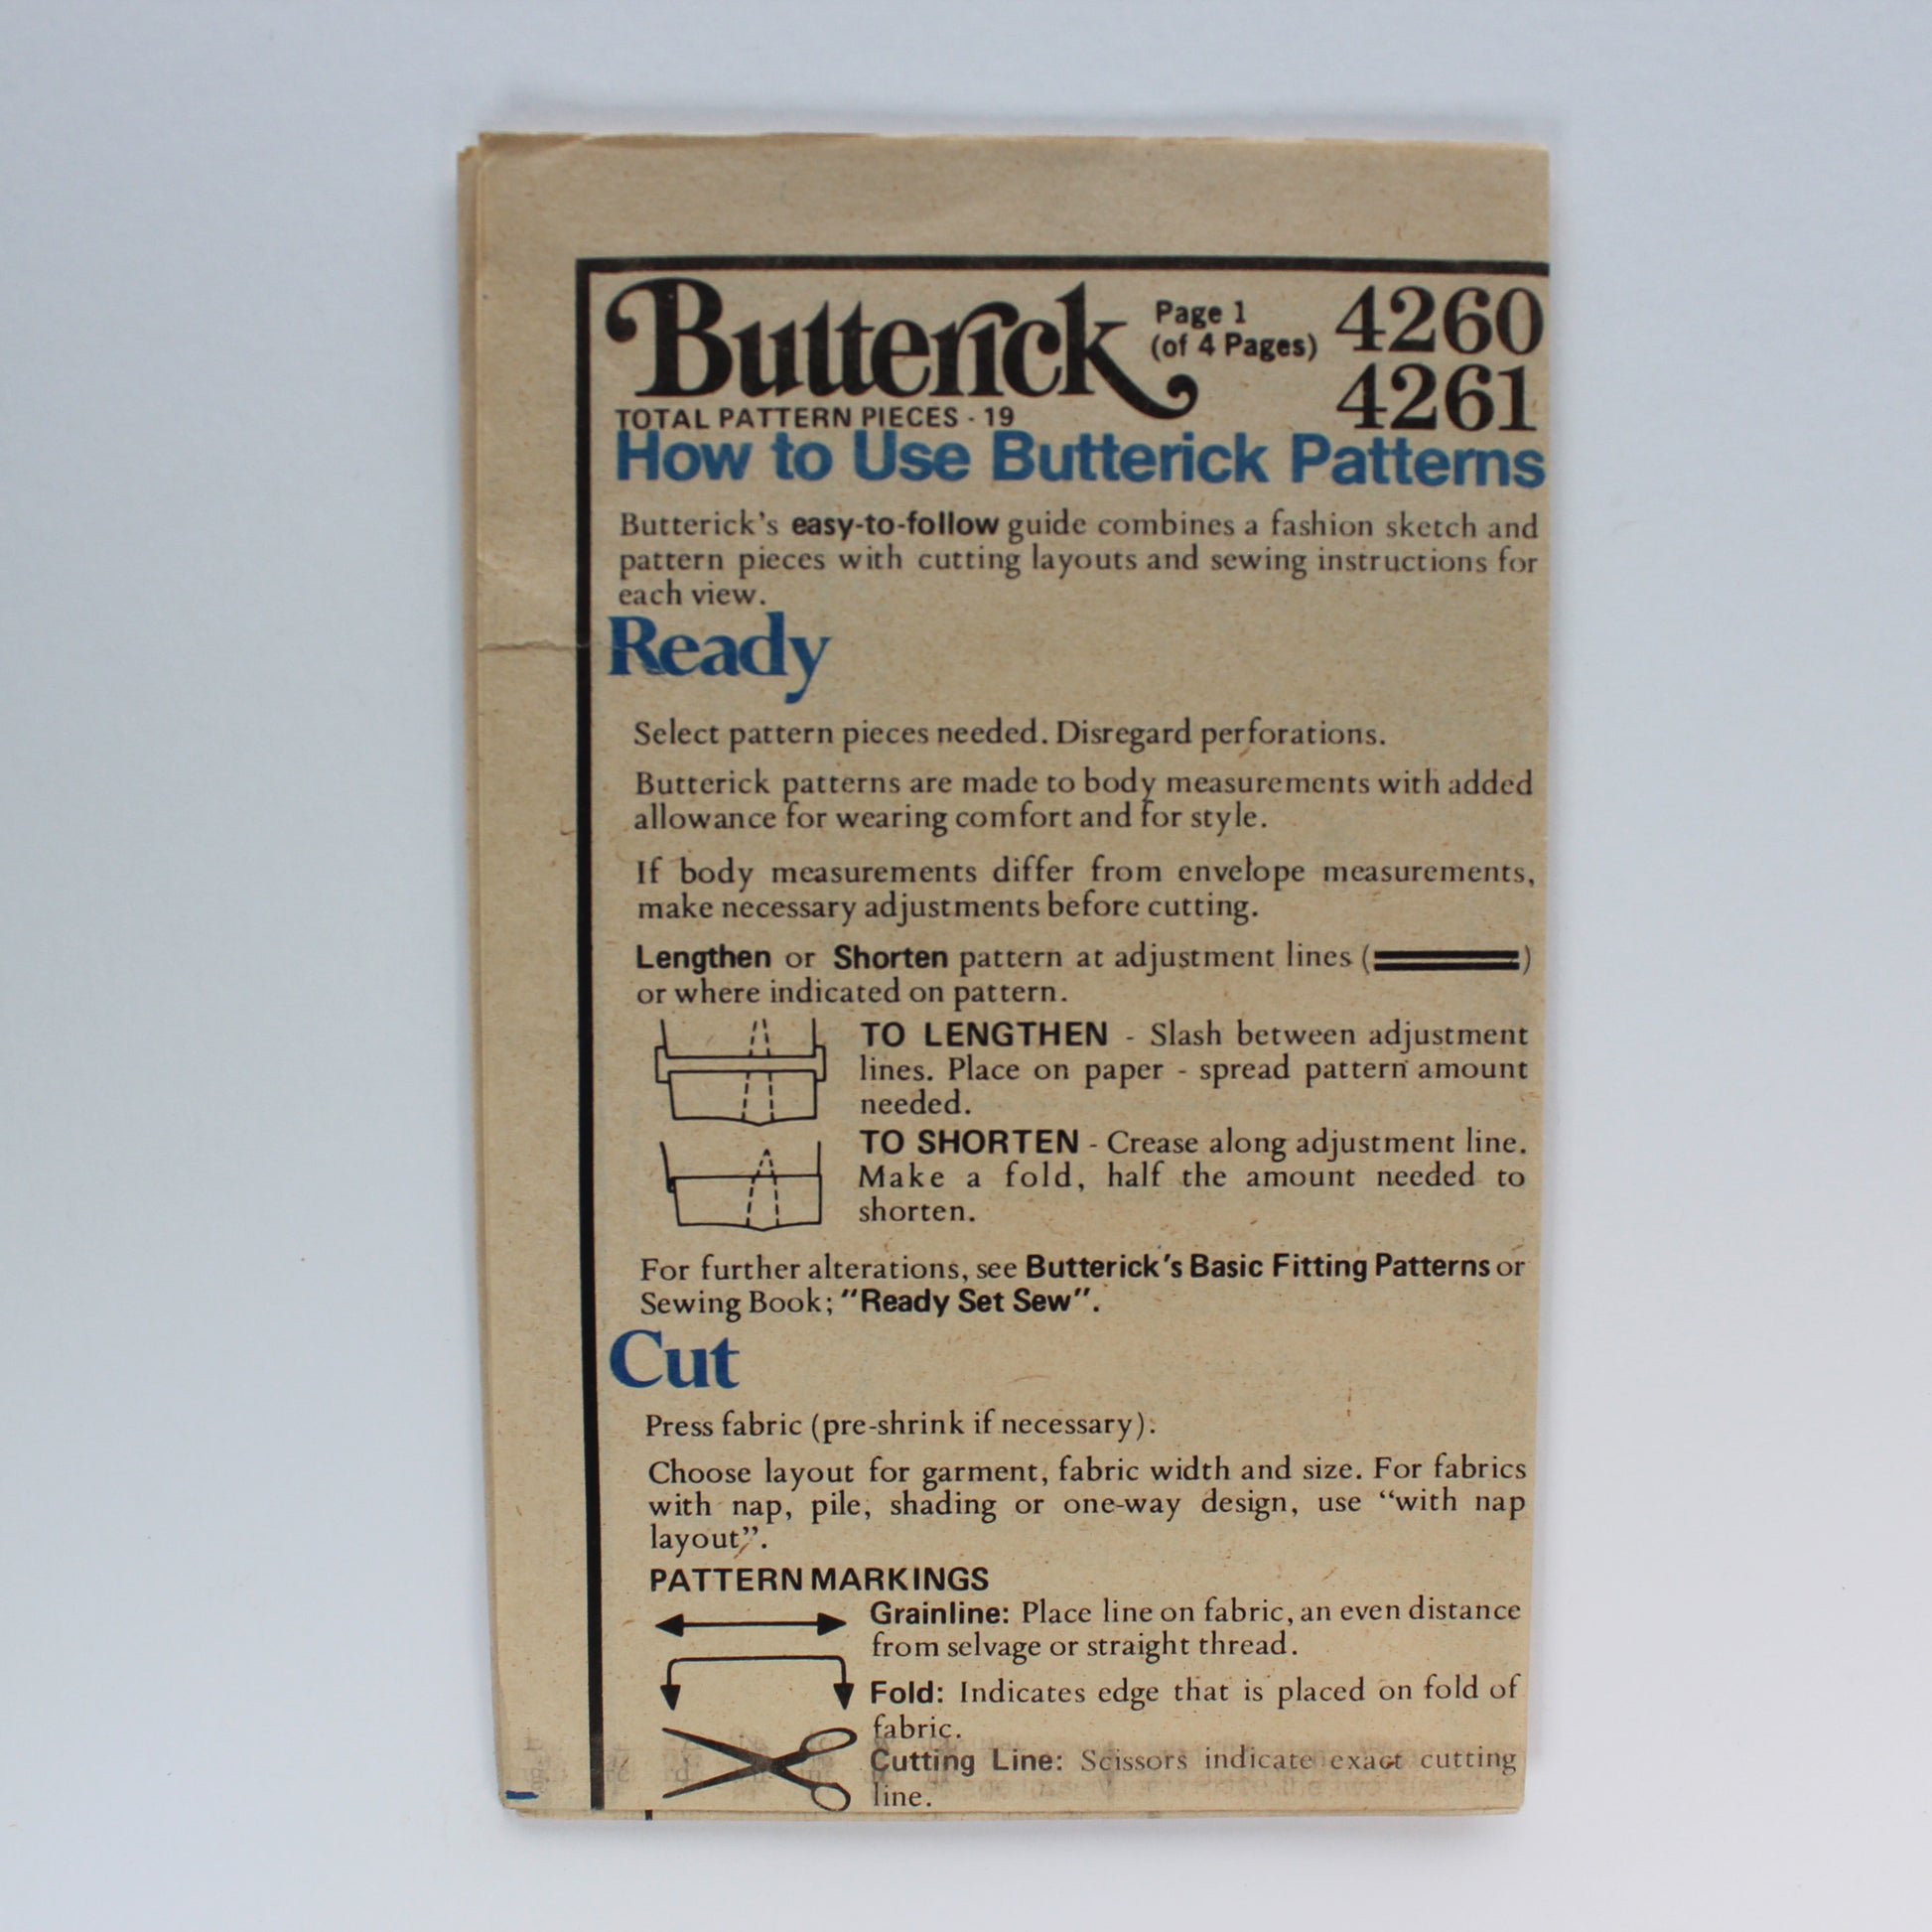 Butterick
Page 1
(of 4 Pages)
4260
4261
TOTAL PATTERN PIECES - 19
How to Use Butterick Patterns
Butterick's easy-to-follow guide combines a fashion sketch and
pattern pieces with cutting layouts and sewing instructions for
each view.
Ready
Select pattern pieces needed. Disregard perforations.
Butterick patterns are made to body measurements with added
allowance for wearing comfort and for style.
If body measurements differ from envelope measurements,
make necessary adjustments before cutting.
Lengthen or Shorten pattern at adjustment lines (═════)
or where indicated on pattern.
TO LENGTHEN - Slash between adjustment
lines. Place on paper - spread pattern amount
needed.
TO SHORTEN - Crease along adjustment line.
Make a fold, half the amount needed to
shorten.
For further alterations, see Butterick's Basic Fitting Patterns or
Sewing Book; "Ready Set Sew".
Cut
Press fabric (pre-shrink if necessary).
Choose layout for garment, fabric width and size. For fabrics
with nap, pile, shading or one-way design, use “with nap
layout”.
PATTERN MARKINGS
Grainline: Place line on fabric, an even distance
from selvage or straight thread.
Fold: Indicates edge that is placed on fold of
fabric.
Cutting Line: Scissors indicate exact cutting
line.